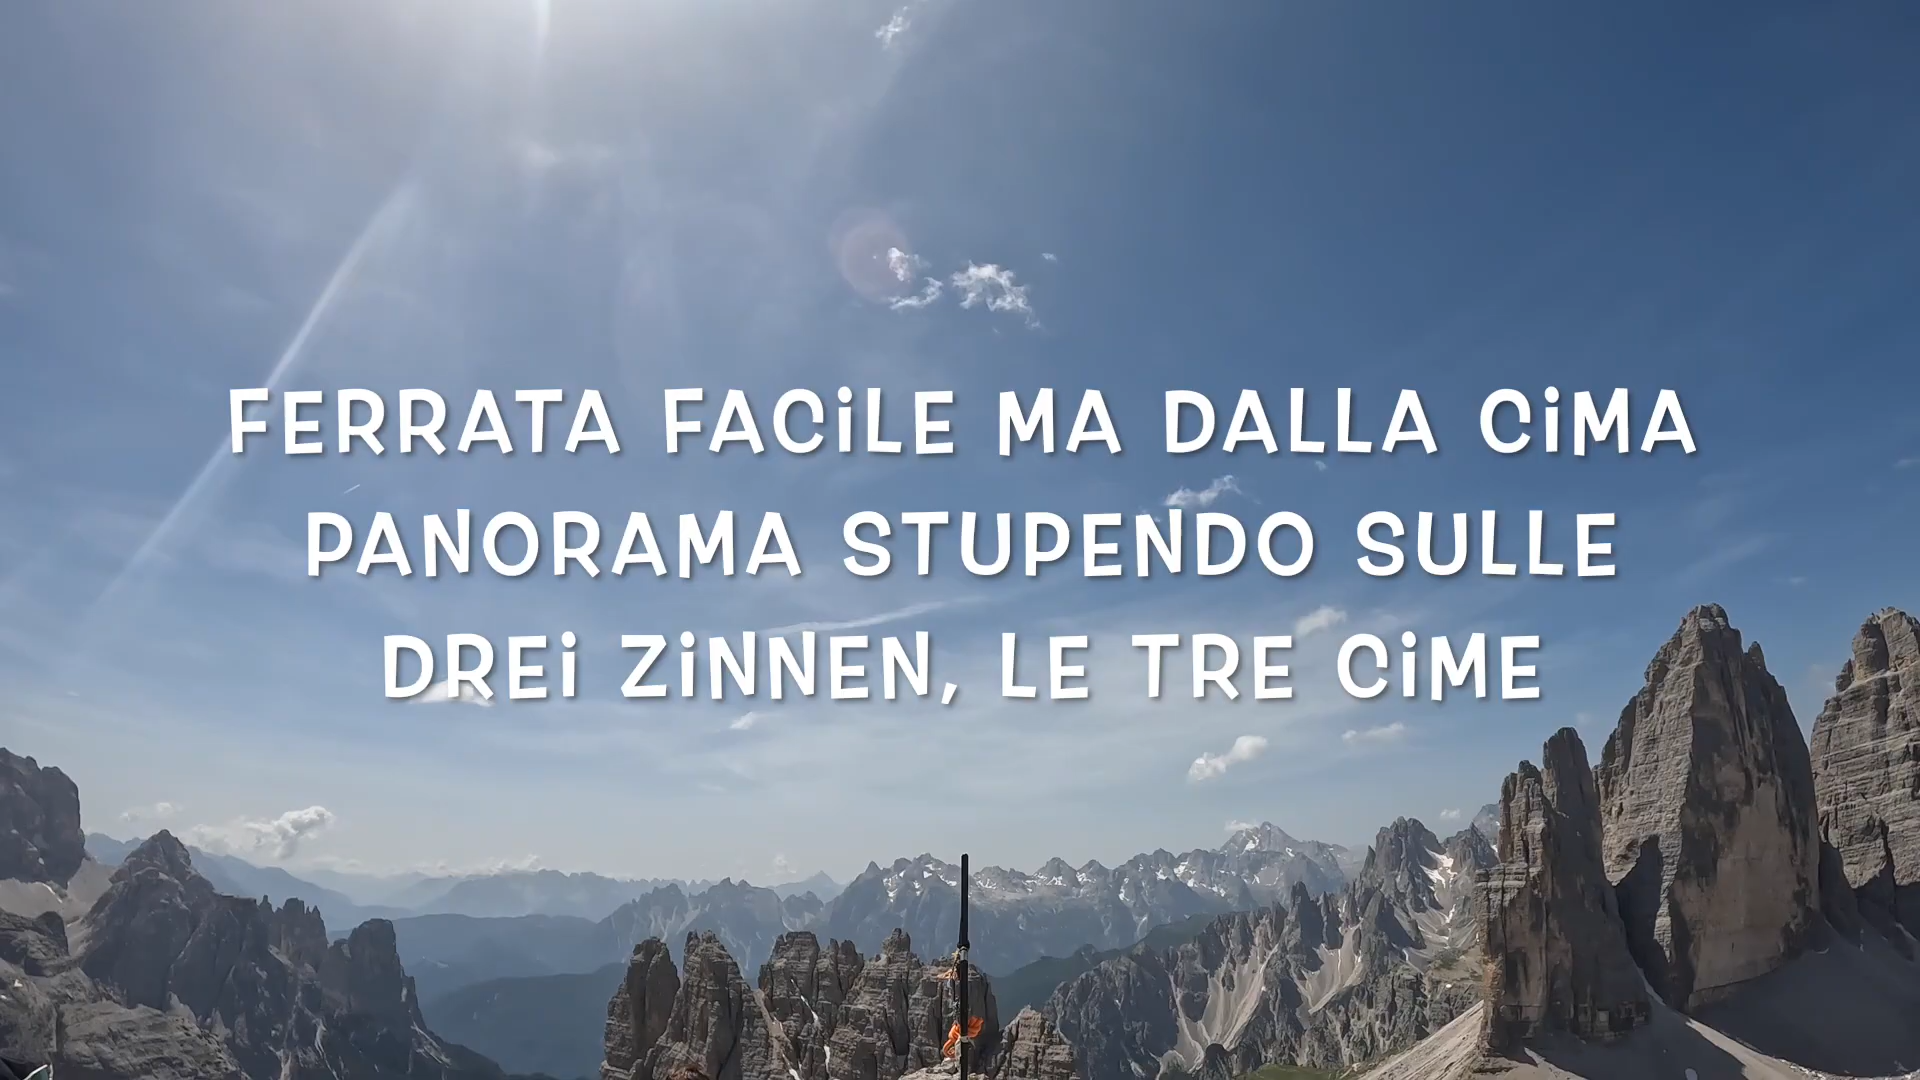 FERRATA FACiLE MA DALLA CiMA
PANORAMA STUPENDO SULLE
DREi ZiNNEN, LE TRE CiME